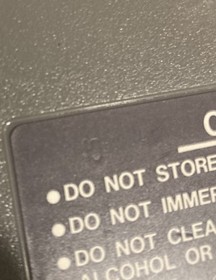 C
• DO NOT STORE
• DO NOT IMMER
• DO NOT CLEA
ALCOHOL OR